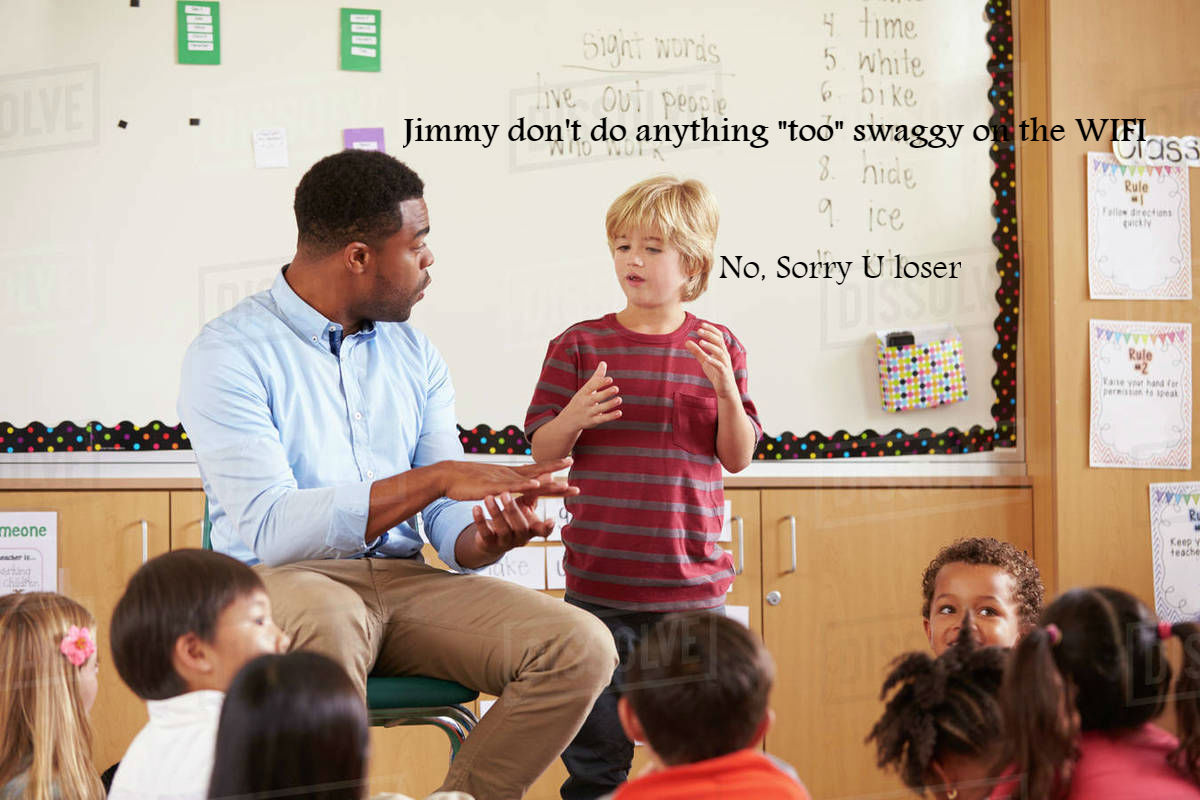 Sight words
live out people
who work
4. time
5. white
6. bike
8. hide
9. ice
Jimmy don't do anything "too" swaggy on the WIFI
No, Sorry U loser
class
Rule
#1
Follow directions
quickly
Rule
#2
Raise your hand for
permission to speak
meone
teacher is...
working
children
Keep y
teache
DISSOLVE